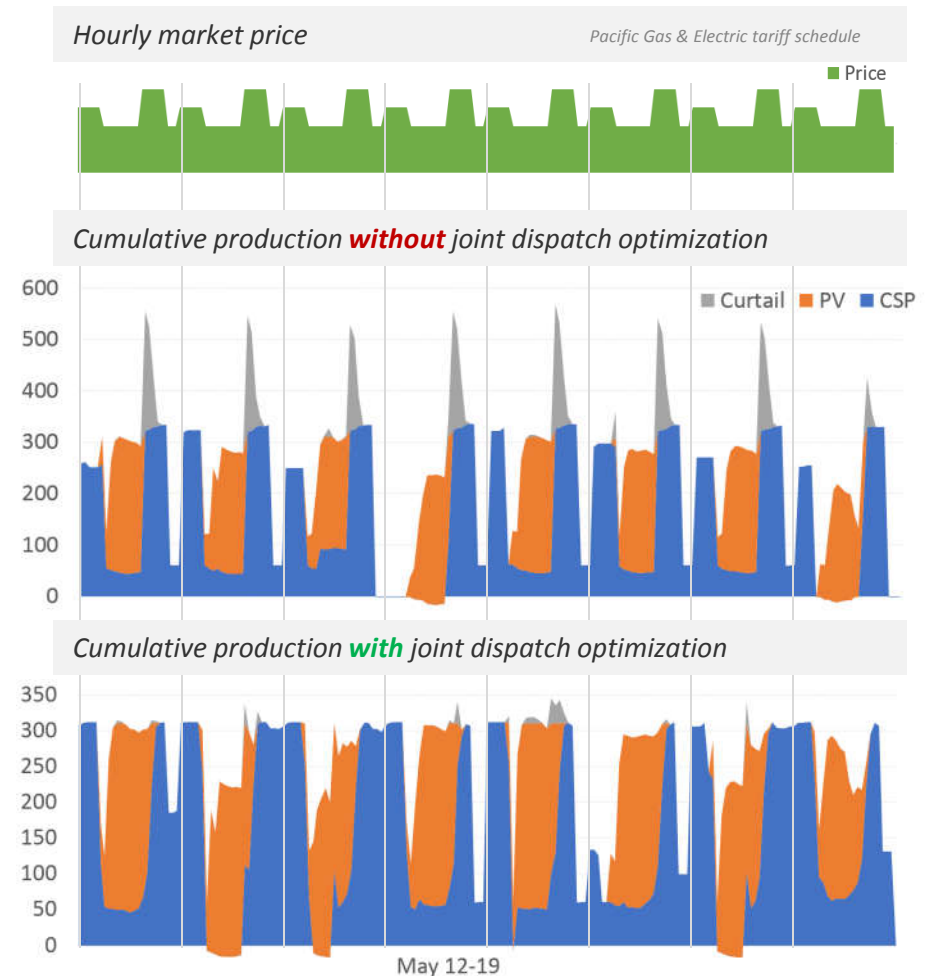 Hourly market price
Pacific Gas & Electric tariff schedule
Price
Cumulative production without joint dispatch optimization
600
Curtail PV CSP
500
400
300
200
100
0
Cumulative production with joint dispatch optimization
350
300
250
200
150
100
50
0
May 12-19